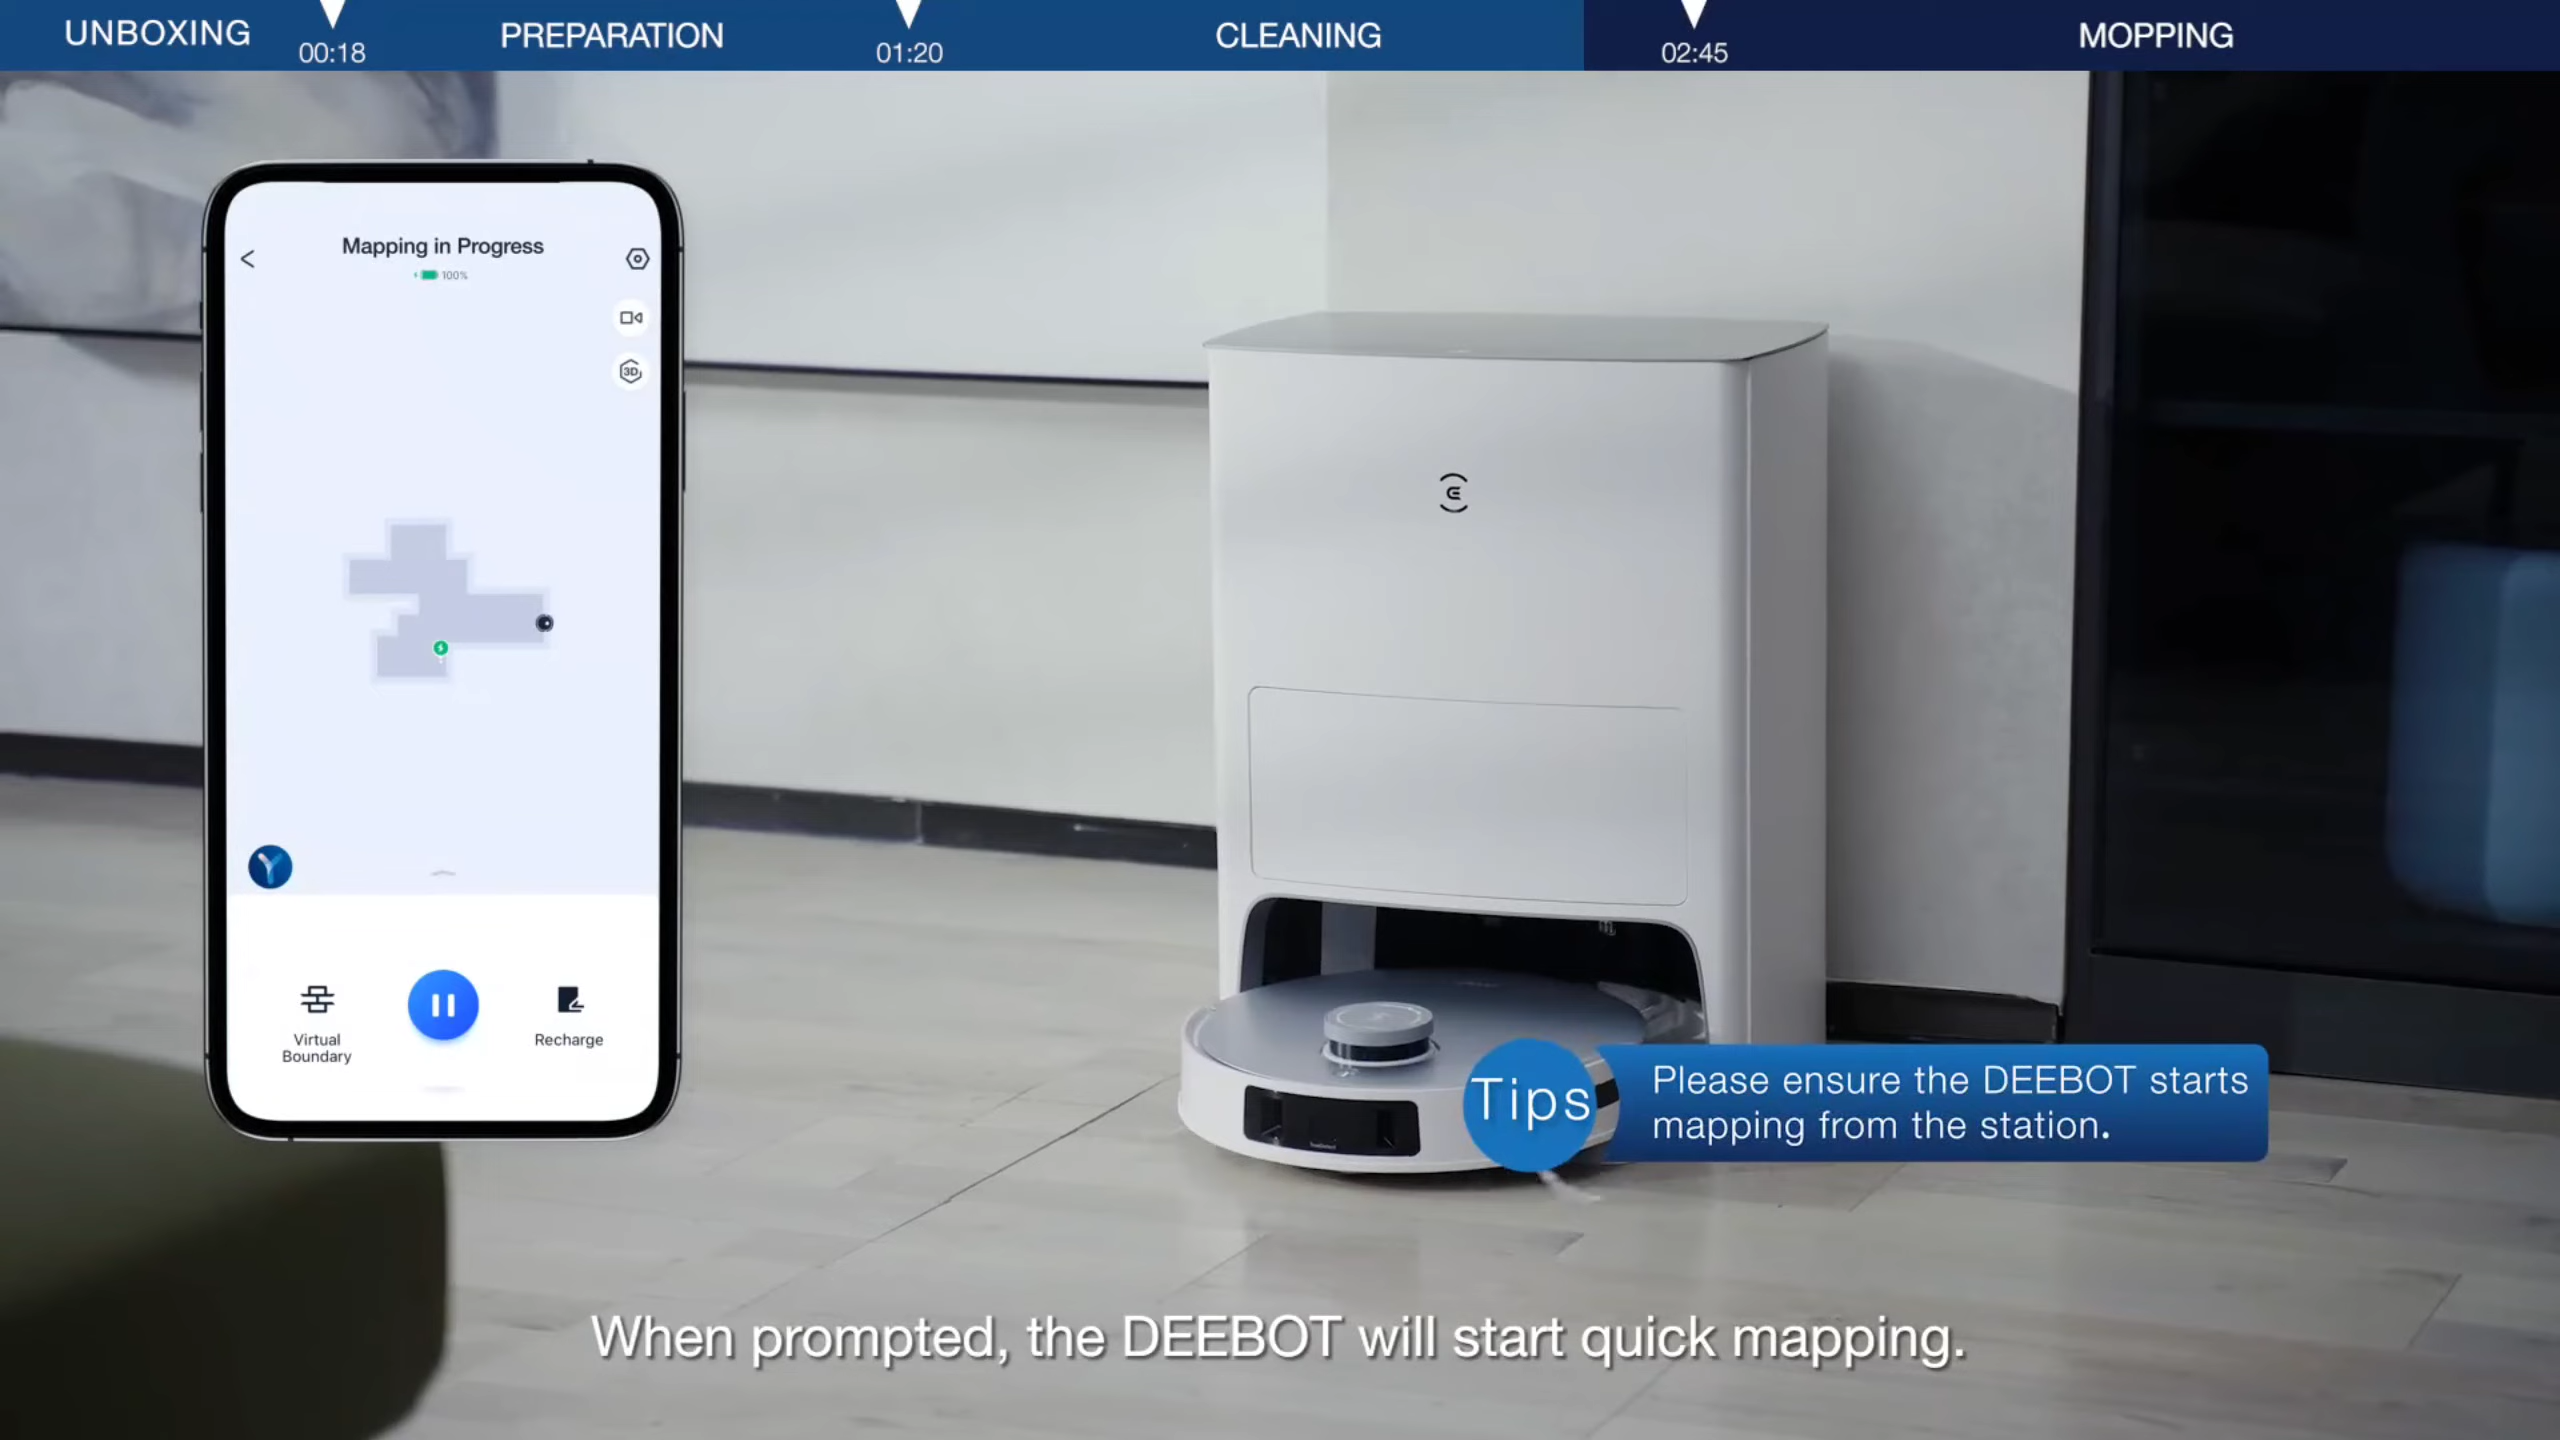 UNBOXING
00:18
PREPARATION
01:20
CLEANING
02:45
MOPPING
Mapping in Progress
100%
3D
Virtual
Boundary
Recharge
Tips
Please ensure the DEEBOT starts
mapping from the station.
When prompted, the DEEBOT will start quick mapping.